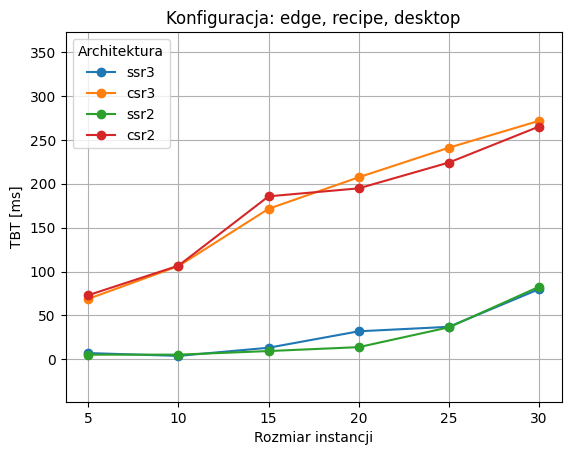 Konfiguracja: edge, recipe, desktop
Architektura
ssr3
csr3
ssr2
csr2
TBT [ms]
350
300
250
200
150
100
50
0
5 10 15 20 25 30
Rozmiar instancji